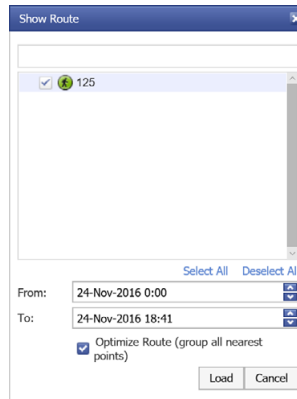 Show Route
125
Select All Deselect Al
From: 24-Nov-2016 0:00
To: 24-Nov-2016 18:41
Optimize Route (group all nearest
points)
Load Cancel